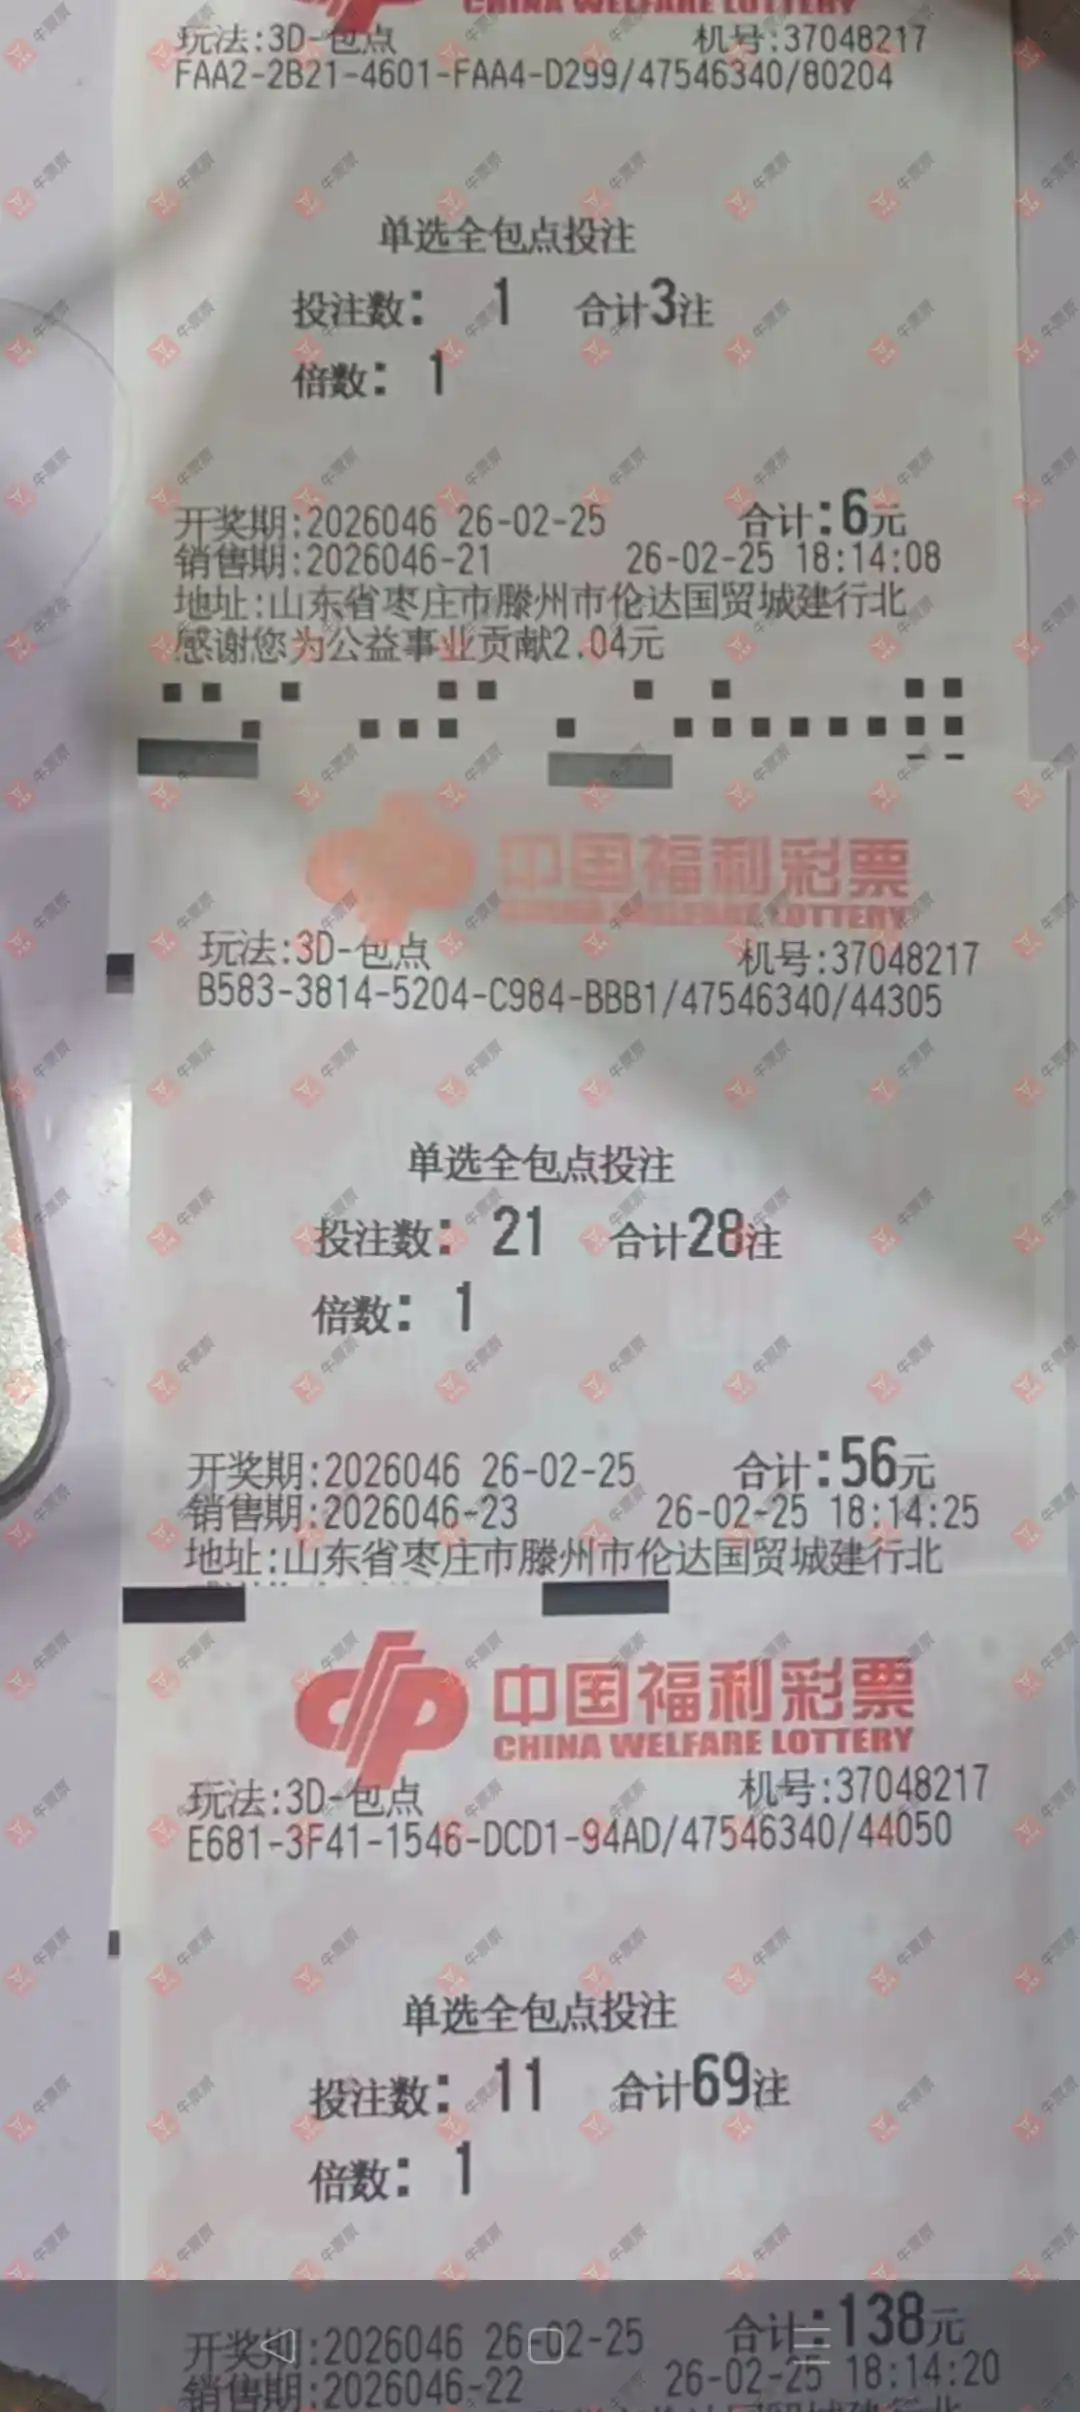 CHINA WELFARE LOTTERY
玩法:3D-包点 机号:37048217
FAA2-2B21-4601-FAA4-D299/47546340/80204
单选全包点投注
投注数: 1 合计3注
倍数: 1
开奖期:2026046 26-02-25 合计:6元
销售期:2026046-21 26-02-25 18:14:08
地址:山东省枣庄市滕州市伦达国贸城建行北
感谢您为公益事业贡献2.04元
中国福利彩票
CHINA WELFARE LOTTERY
玩法:3D-包点 机号:37048217
B583-3814-5204-C984-BBB1/47546340/44305
单选全包点投注
投注数: 21 合计28注
倍数: 1
开奖期:2026046 26-02-25 合计:56元
销售期:2026046-23 26-02-25 18:14:25
地址:山东省枣庄市滕州市伦达国贸城建行北
中国福利彩票
CHINA WELFARE LOTTERY
玩法:3D-包点 机号:37048217
E681-3F41-1546-DCD1-94AD/47546340/44050
单选全包点投注
投注数: 11 合计69注
倍数: 1
开奖期:2026046 26-02-25 合计:138元
销售期:2026046-22 26-02-25 18:14:20
牛票票